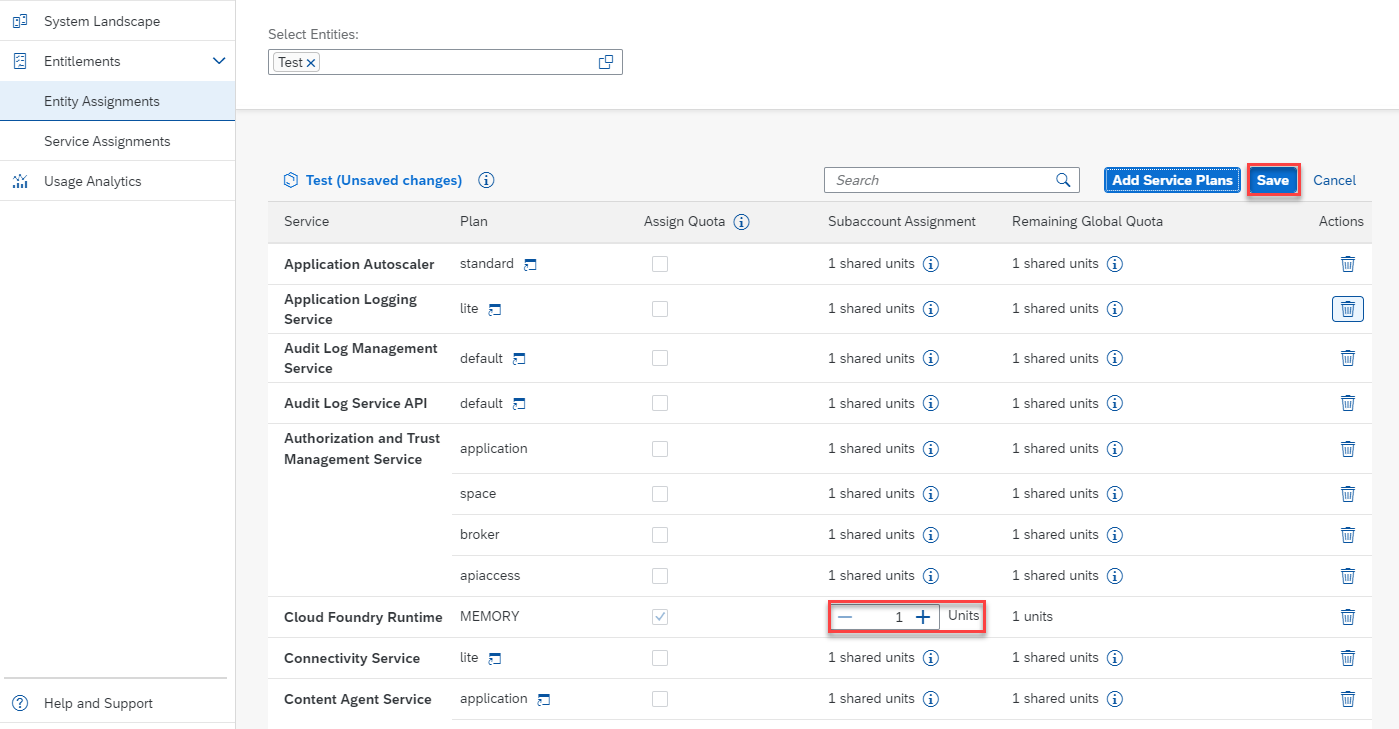 System Landscape
Entitlements
Entity Assignments
Service Assignments
Usage Analytics
Help and Support
Select Entities:
Test
Test (Unsaved changes)
Search
Add Service Plans
Save
Cancel
Service Plan Assign Quota Subaccount Assignment Remaining Global Quota Actions
Application Autoscaler standard 1 shared units 1 shared units
Application Logging
Service
lite 1 shared units 1 shared units
Audit Log Management
Service
default 1 shared units 1 shared units
Audit Log Service API default 1 shared units 1 shared units
Authorization and Trust
Management Service
application 1 shared units 1 shared units
space 1 shared units 1 shared units
broker 1 shared units 1 shared units
apiaccess 1 shared units 1 shared units
Cloud Foundry Runtime MEMORY 1 Units 1 units
Connectivity Service lite 1 shared units 1 shared units
Content Agent Service application 1 shared units 1 shared units